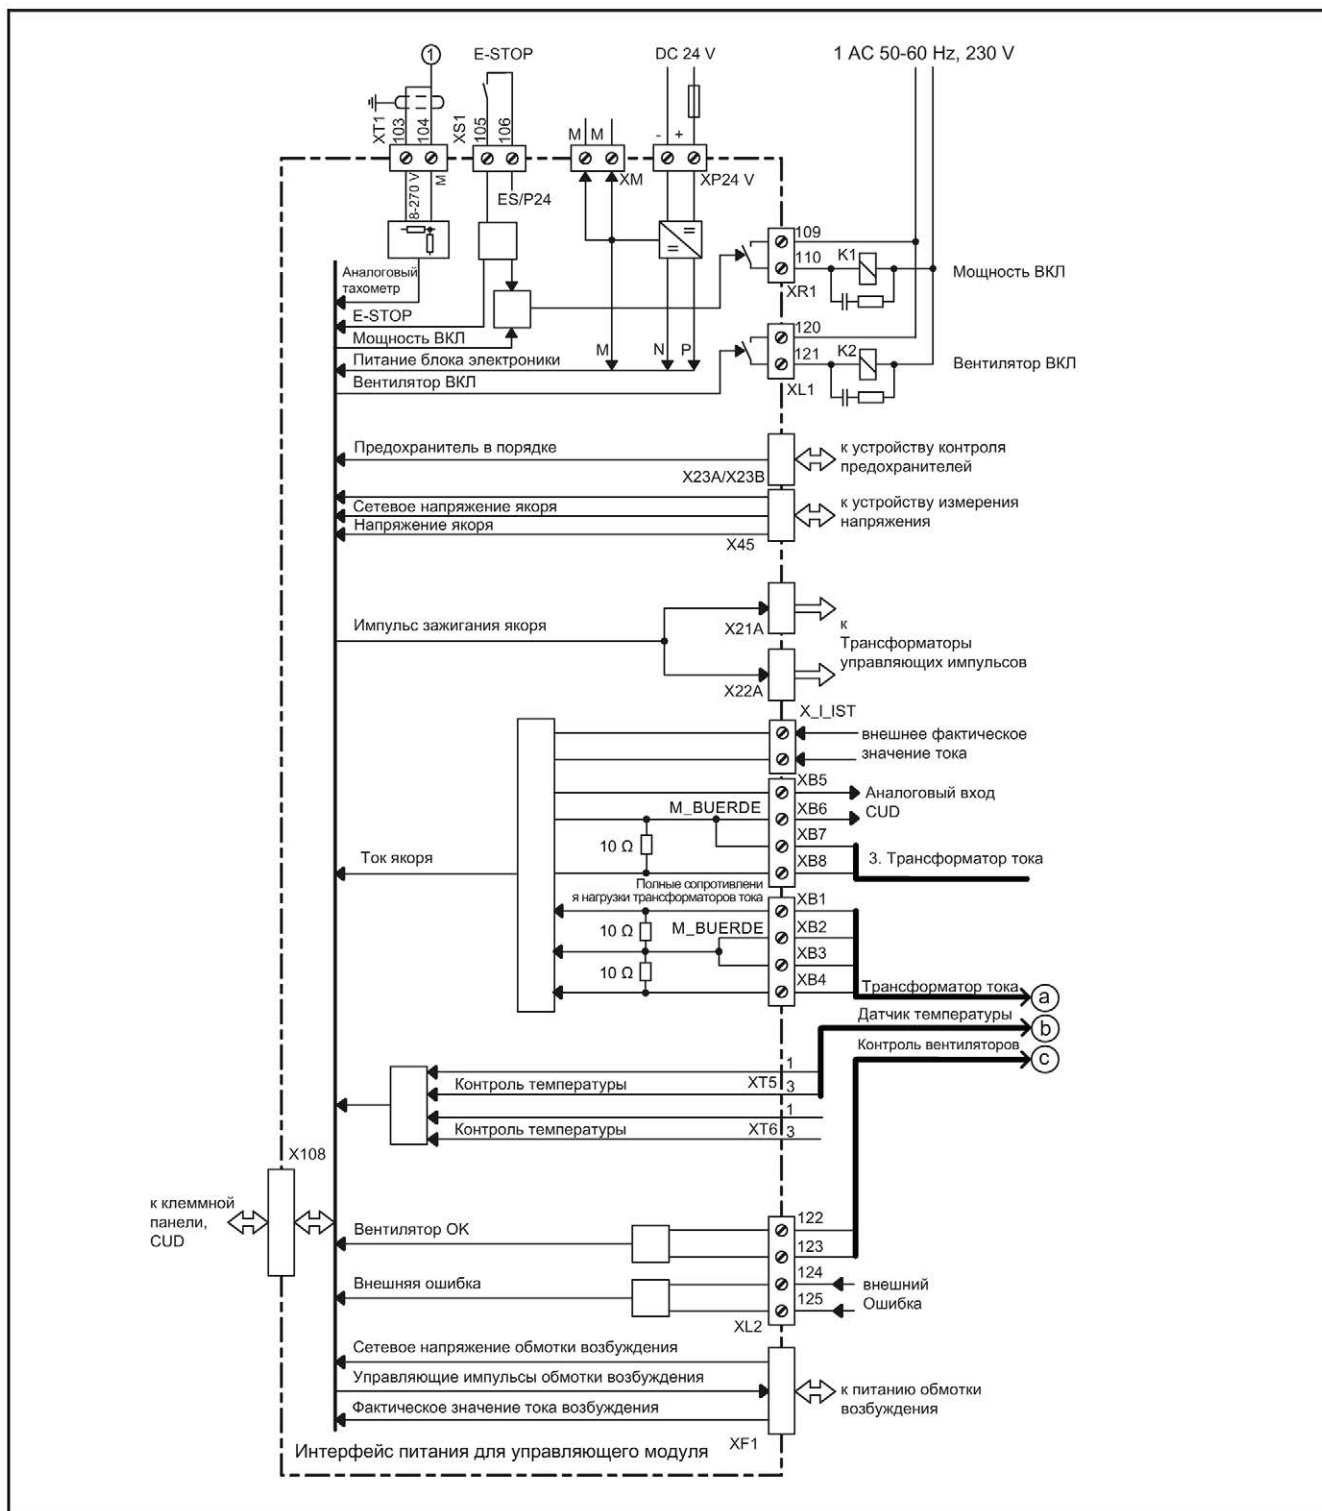 1
E-STOP
DC 24 V
1 AC 50-60 Hz, 230 V
XT1
103
104
XS1
105
106
M
M
-
+
XM
XP24 V
8-270 V
M
ES/P24
=
=
109
110
K1
XR1
Мощность ВКЛ
Аналоговый
тахометр
E-STOP
Мощность ВКЛ
Питание блока электроники
Вентилятор ВКЛ
M
N
P
120
121
K2
XL1
Вентилятор ВКЛ
Предохранитель в порядке
X23A/X23B
к устройству контроля
предохранителей
Сетевое напряжение якоря
Напряжение якоря
X45
к устройству измерения
напряжения
Импульс зажигания якоря
X21A
X22A
к
Трансформаторы
управляющих импульсов
X_I_IST
внешнее фактическое
значение тока
XB5
XB6
XB7
XB8
Аналоговый вход
CUD
M_BUERDE
10 Ω
3. Трансформатор тока
Ток якоря
Полные сопротивлени
я нагрузки трансформаторов тока
XB1
XB2
XB3
XB4
10 Ω
M_BUERDE
10 Ω
Трансформатор тока
a
Датчик температуры
b
Контроль вентиляторов
c
1
Контроль температуры
XT5
3
1
Контроль температуры
XT6
3
X108
к клеммной
панели,
CUD
Вентилятор OK
122
123
Внешняя ошибка
124
125
внешний
Ошибка
XL2
Сетевое напряжение обмотки возбуждения
Управляющие импульсы обмотки возбуждения
Фактическое значение тока возбуждения
к питанию обмотки
возбуждения
XF1
Интерфейс питания для управляющего модуля